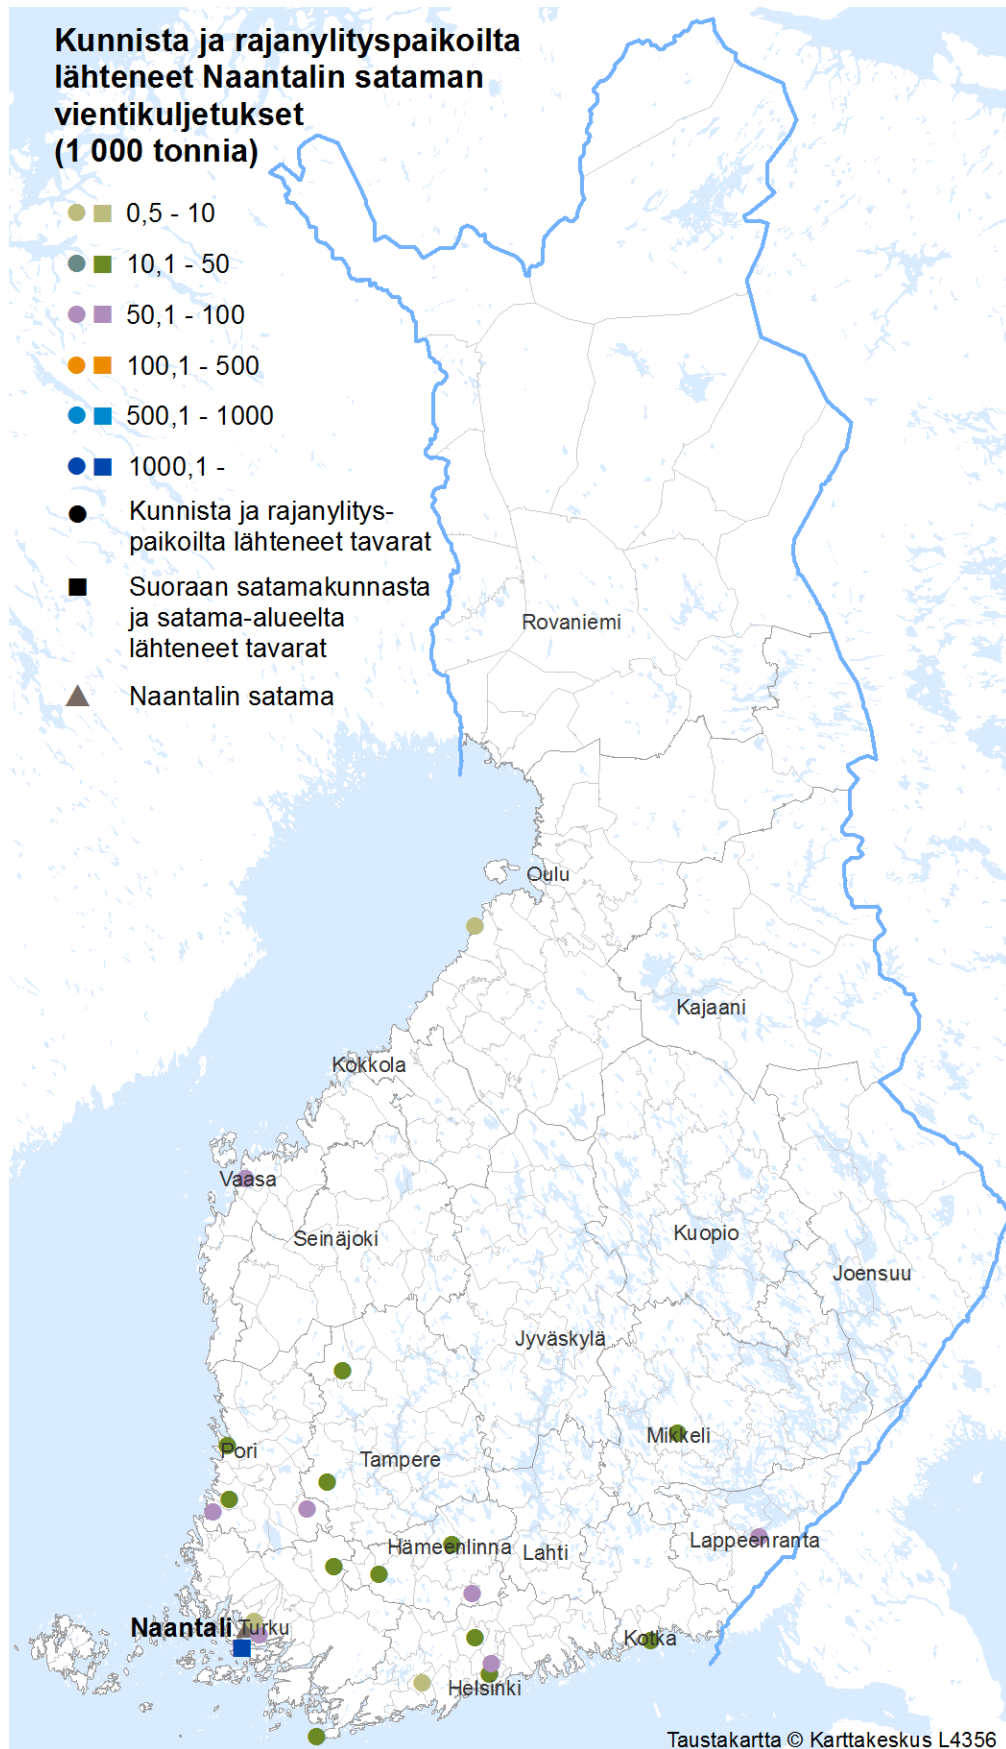 Kunnista ja rajanylityspaikoilta
lähteneet Naantalin sataman
vientikuljetukset
(1 000 tonnia)
0,5 - 10
10,1 - 50
50,1 - 100
100,1 - 500
500,1 - 1000
1000,1 -
Kunnista ja rajanylitys-
paikoilta lähteneet tavarat
Suoraan satamakunnasta
ja satama-alueelta
lähteneet tavarat
Naantalin satama
Rovaniemi
Oulu
Kajaani
Kokkola
Vaasa
Seinäjoki
Kuopio
Joensuu
Jyväskylä
Mikkeli
Pori
Tampere
Lappeenranta
Hämeenlinna
Lahti
Naantali
Turku
Kotka
Helsinki
Taustakartta © Karttakeskus L4356